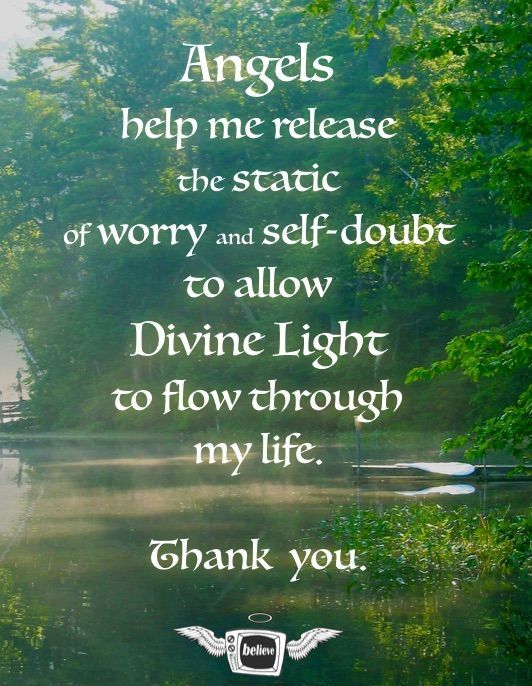 Angels
help me release
the static
of worry and self-doubt
to allow
Divine Light
to flow through
my life.
Thank you.
believe